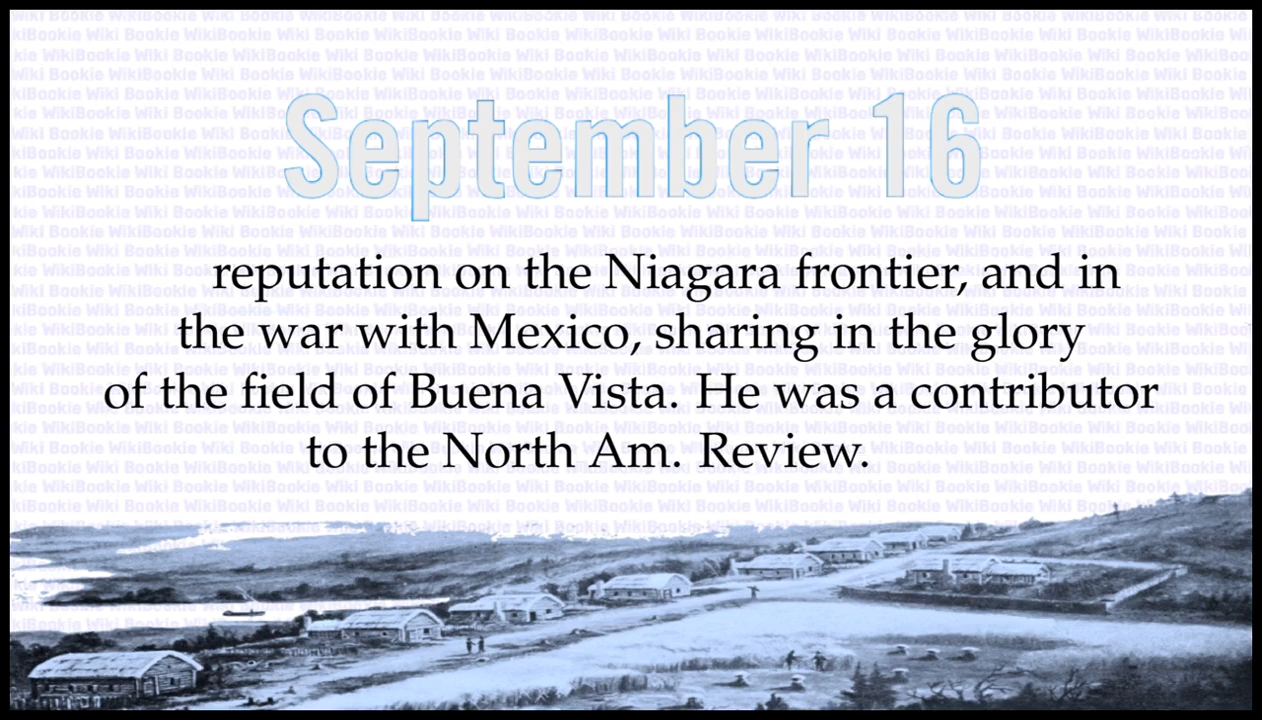 September 16
reputation on the Niagara frontier, and in
the war with Mexico, sharing in the glory
of the field of Buena Vista. He was a contributor
to the North Am. Review.